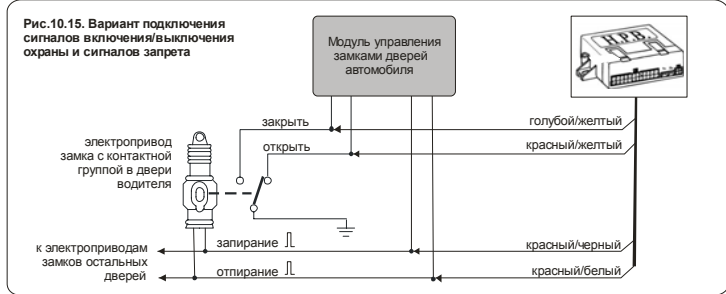 Рис.10.15. Вариант подключения
сигналов включения/выключения
охраны и сигналов запрета
Модуль управления
замками дверей
автомобиля
H.P.B.
закрыть
голубой/желтый
открыть
красный/желтый
электропривод
замка с контактной
группой в двери
водителя
запирание
красный/черный
к электроприводам
замков остальных
дверей
отпирание
красный/белый